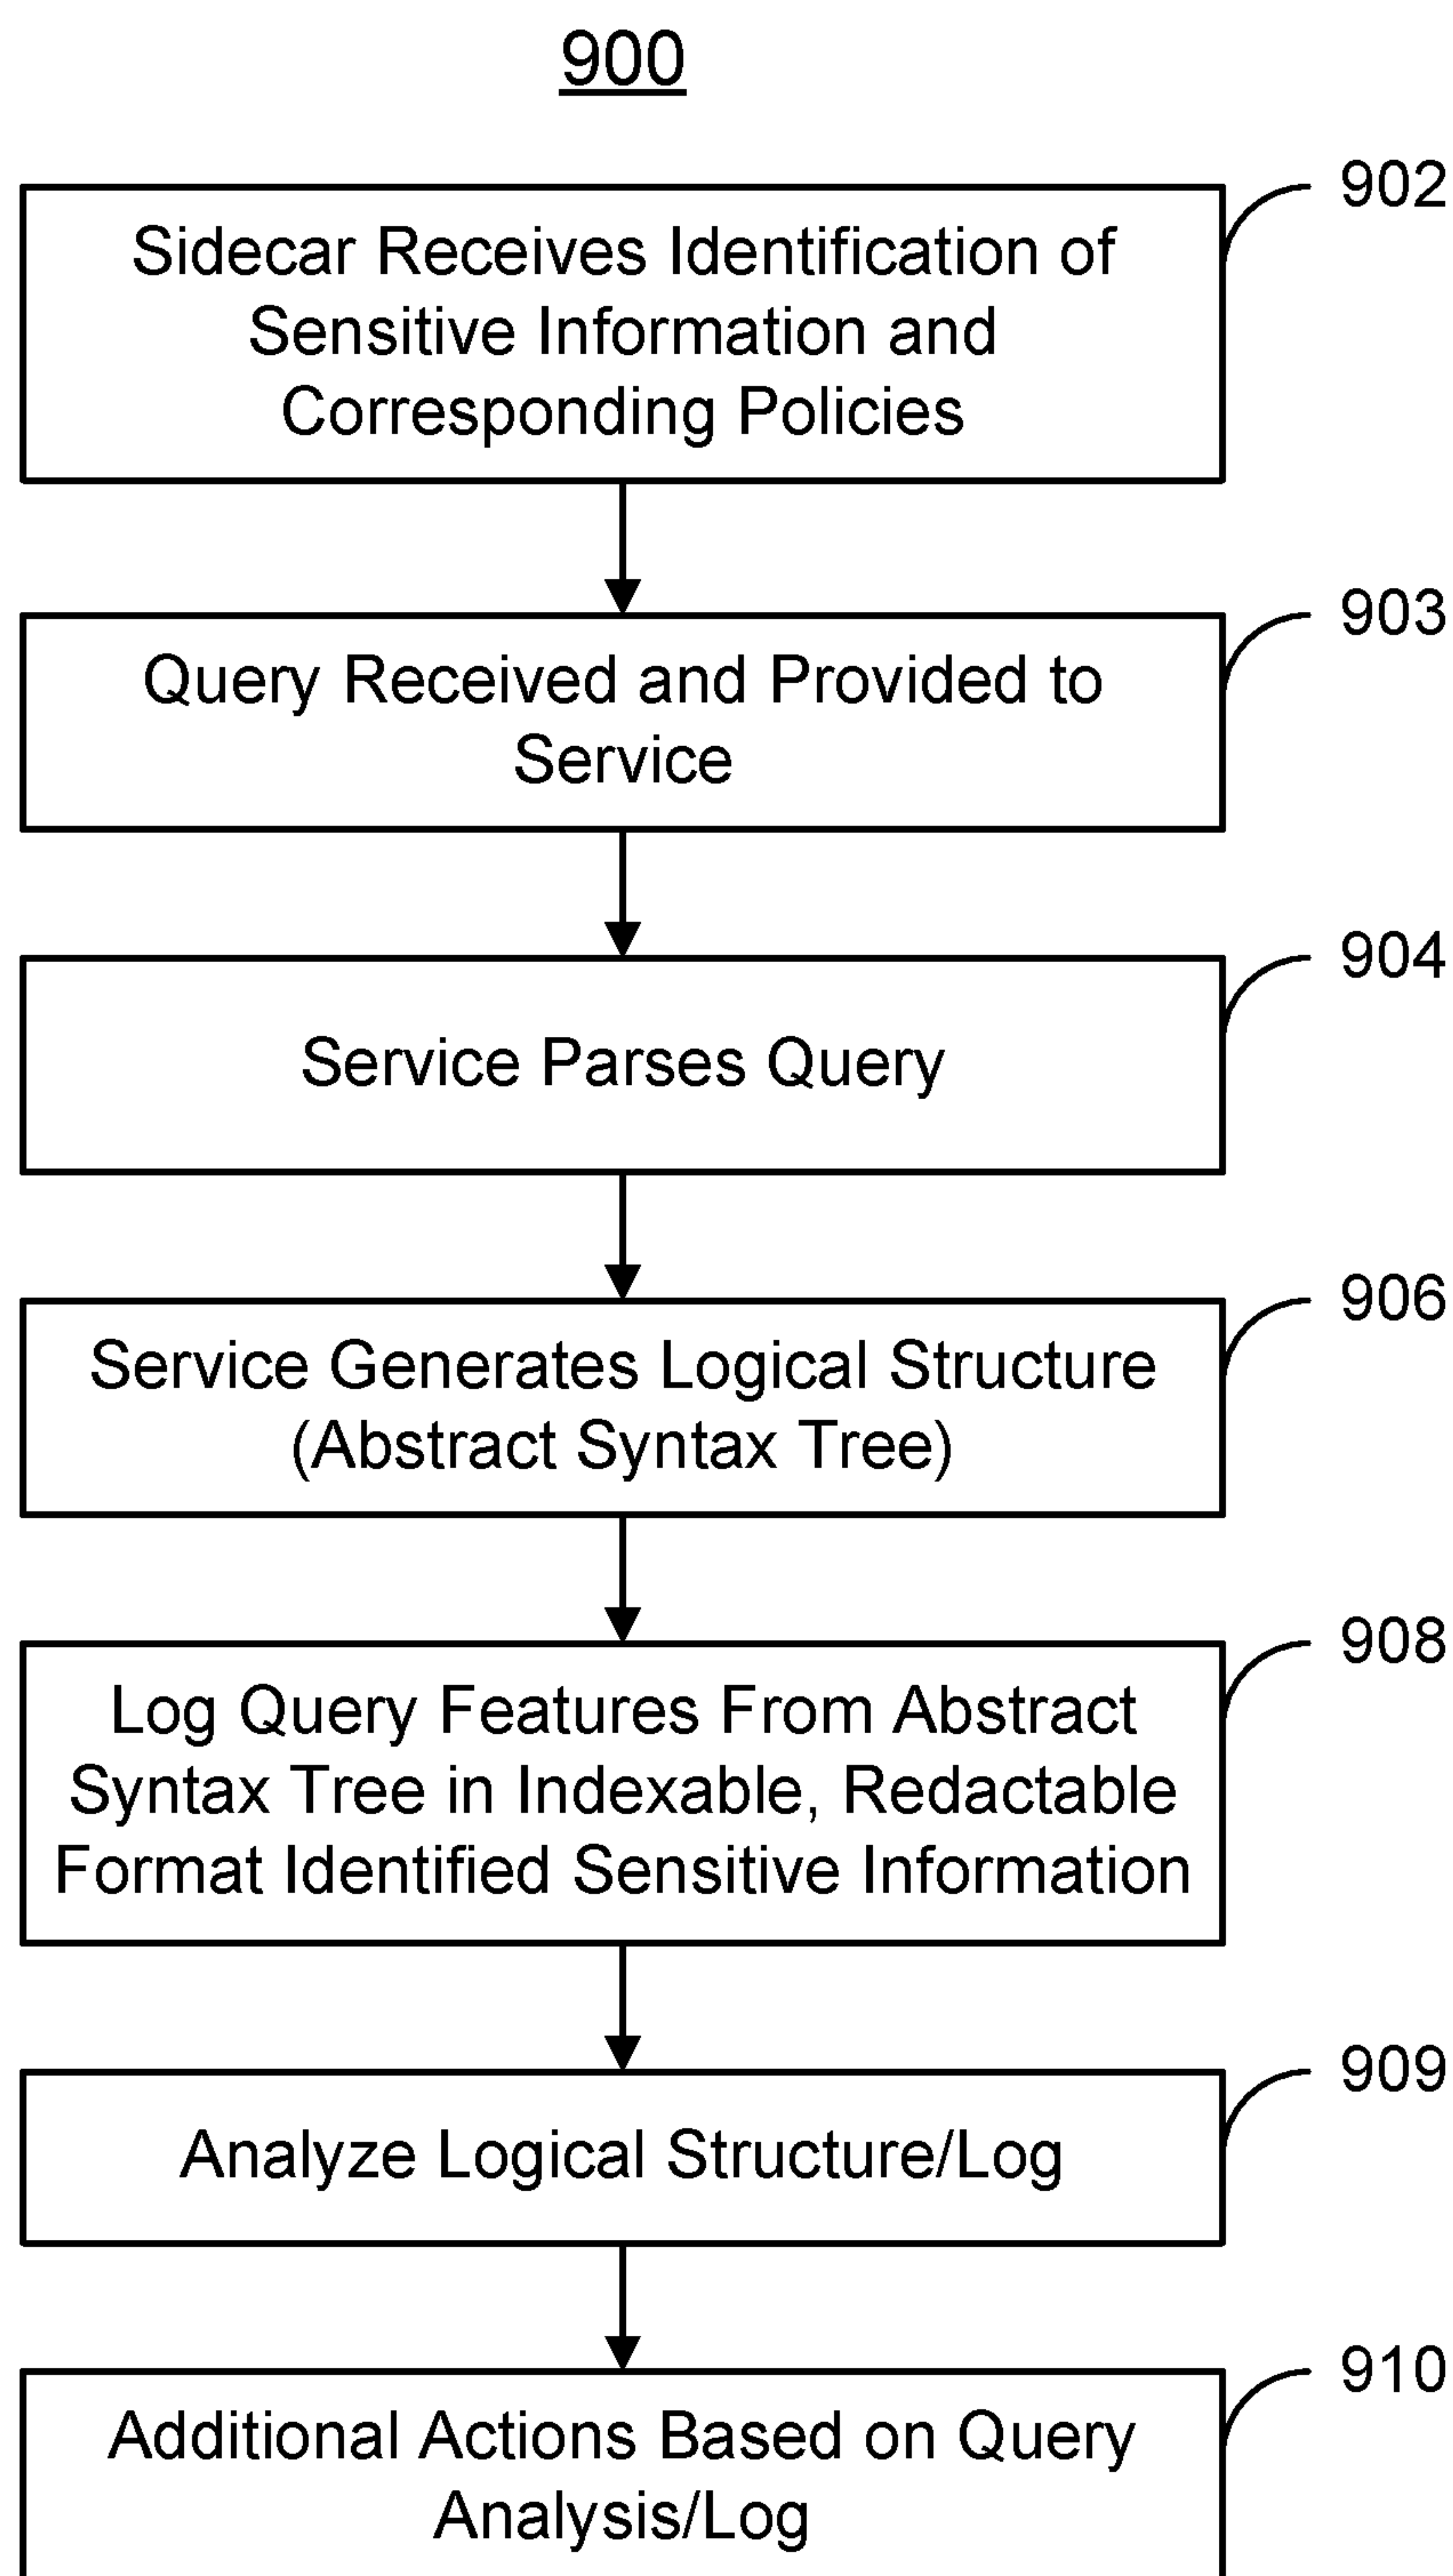 900
902
Sidecar Receives Identification of
Sensitive Information and
Corresponding Policies
903
Query Received and Provided to
Service
904
Service Parses Query
906
Service Generates Logical Structure
(Abstract Syntax Tree)
908
Log Query Features From Abstract
Syntax Tree in Indexable, Redactable
Format Identified Sensitive Information
909
Analyze Logical Structure/Log
910
Additional Actions Based on Query
Analysis/Log